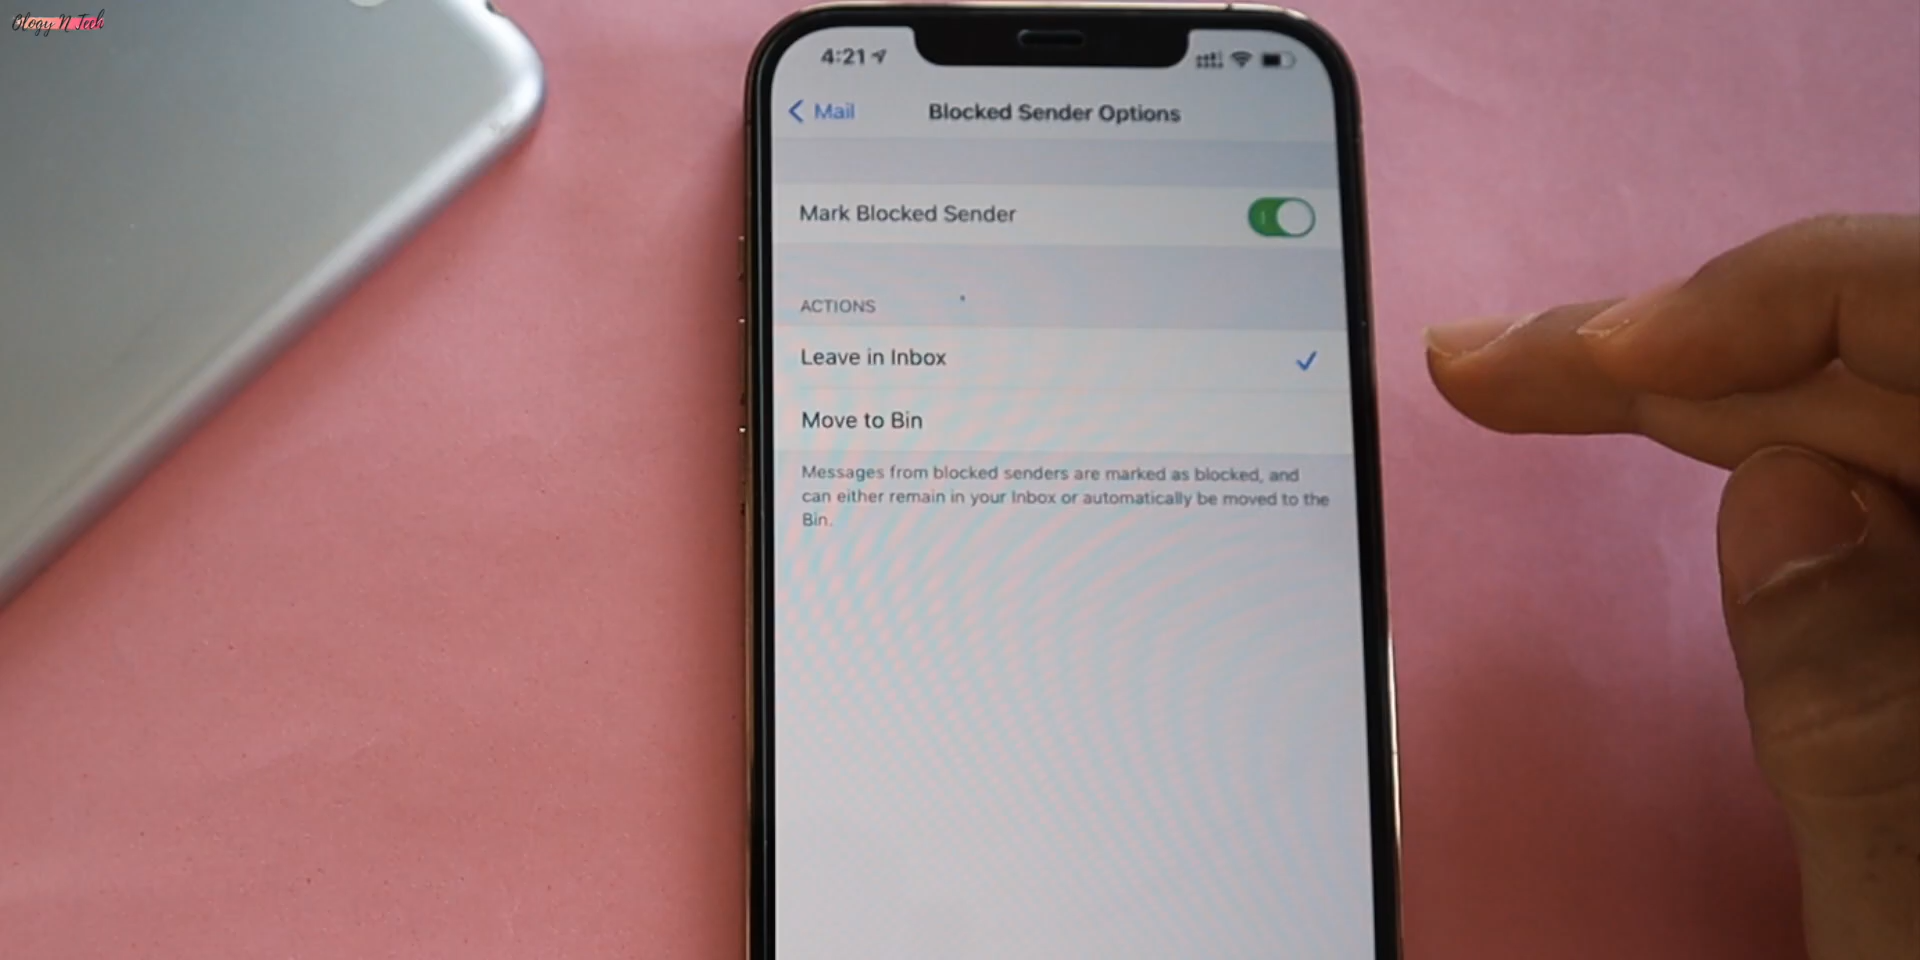 Blogy N Tech
4:21
Mail
Blocked Sender Options
Mark Blocked Sender
ACTIONS
Leave in Inbox
Move to Bin
Messages from blocked senders are marked as blocked, and
can either remain in your Inbox or automatically be moved to the
Bin.